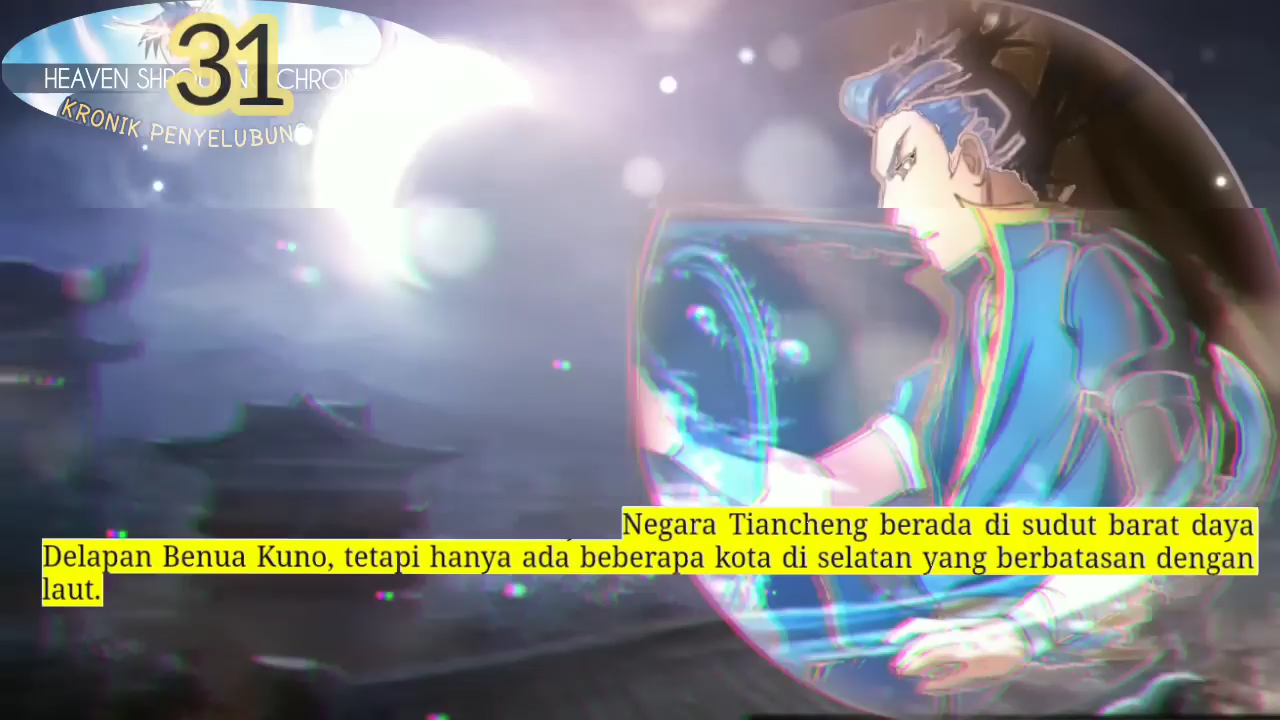 31
HEAVEN SHROUDING CHRON
KRONIK PENYELUBUNG
Negara Tiancheng berada di sudut barat daya
Delapan Benua Kuno, tetapi hanya ada beberapa kota di selatan yang berbatasan dengan
laut.